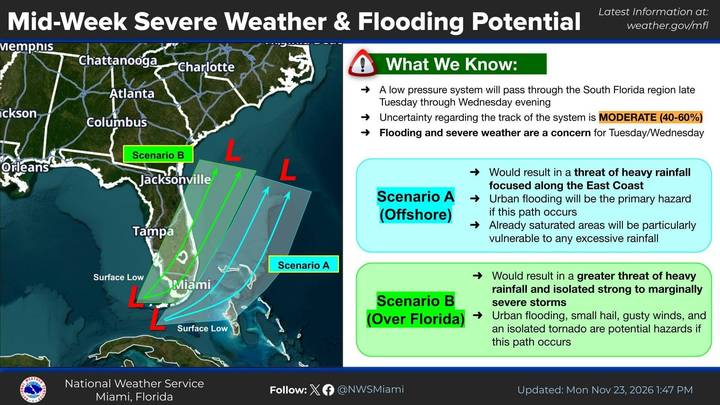 Mid-Week Severe Weather & Flooding Potential
Latest Information at:
weather.gov/mfl
Memphis
Chattanooga
Charlotte
Atlanta
ckson
Columbus
Orleans
Scenario B
L
L
Jacksonville
Tampa
Scenario A
Surface Low
Miami
L
L
Surface Low
What We Know:
➜ A low pressure system will pass through the South Florida region late
Tuesday through Wednesday evening
➜ Uncertainty regarding the track of the system is MODERATE (40-60%)
➜ Flooding and severe weather are a concern for Tuesday/Wednesday
Scenario A
(Offshore)
➜ Would result in a threat of heavy rainfall
focused along the East Coast
➜ Urban flooding will be the primary hazard
if this path occurs
➜ Already saturated areas will be particularly
vulnerable to any excessive rainfall
Scenario B
(Over Florida)
➜ Would result in a greater threat of heavy
rainfall and isolated strong to marginally
severe storms
➜ Urban flooding, small hail, gusty winds, and
an isolated tornado are potential hazards if
this path occurs
National Weather Service
Miami, Florida
Follow: @NWSMiami
Updated: Mon Nov 23, 2026 1:47 PM